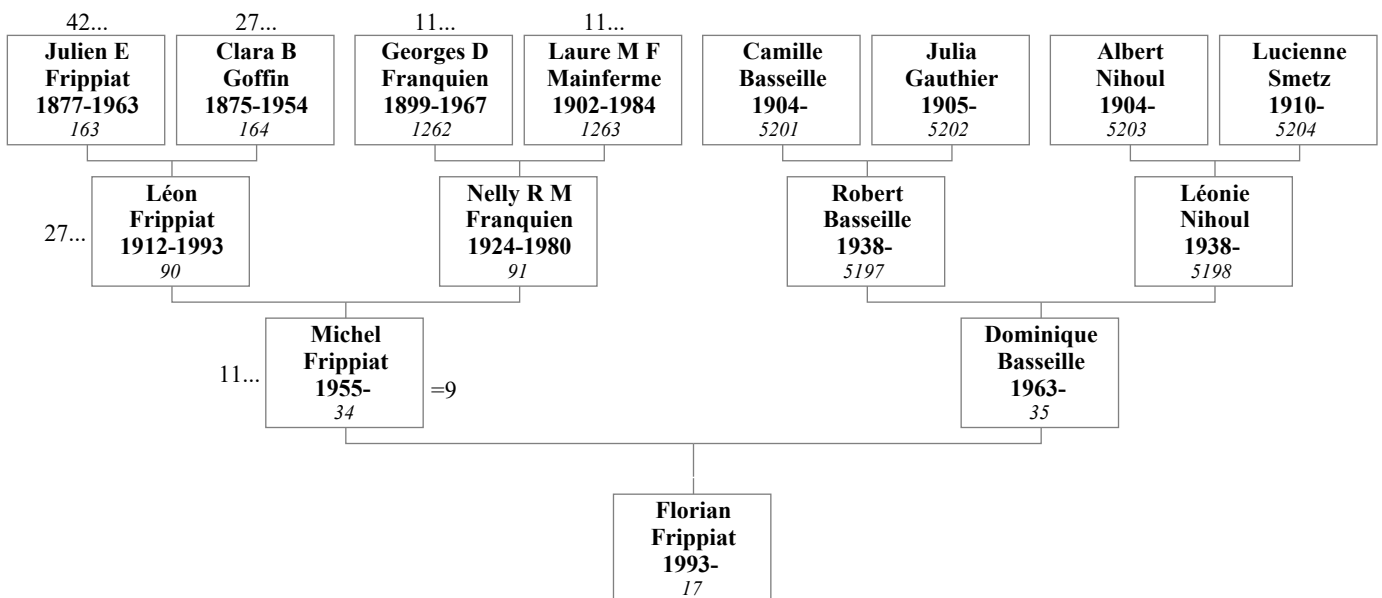 42...
27...
11...
11...
Julien E
Frippiat
1877-1963
163
Clara B
Goffin
1875-1954
164
Georges D
Franquien
1899-1967
1262
Laure M F
Mainferme
1902-1984
1263
Camille
Basseille
1904-
5201
Julia
Gauthier
1905-
5202
Albert
Nihoul
1904-
5203
Lucienne
Smetz
1910-
5204
27...
Léon
Frippiat
1912-1993
90
Nelly R M
Franquien
1924-1980
91
Robert
Basseille
1938-
5197
Léonie
Nihoul
1938-
5198
11...
Michel
Frippiat
1955-
34
=9
Dominique
Basseille
1963-
35
Florian
Frippiat
1993-
17